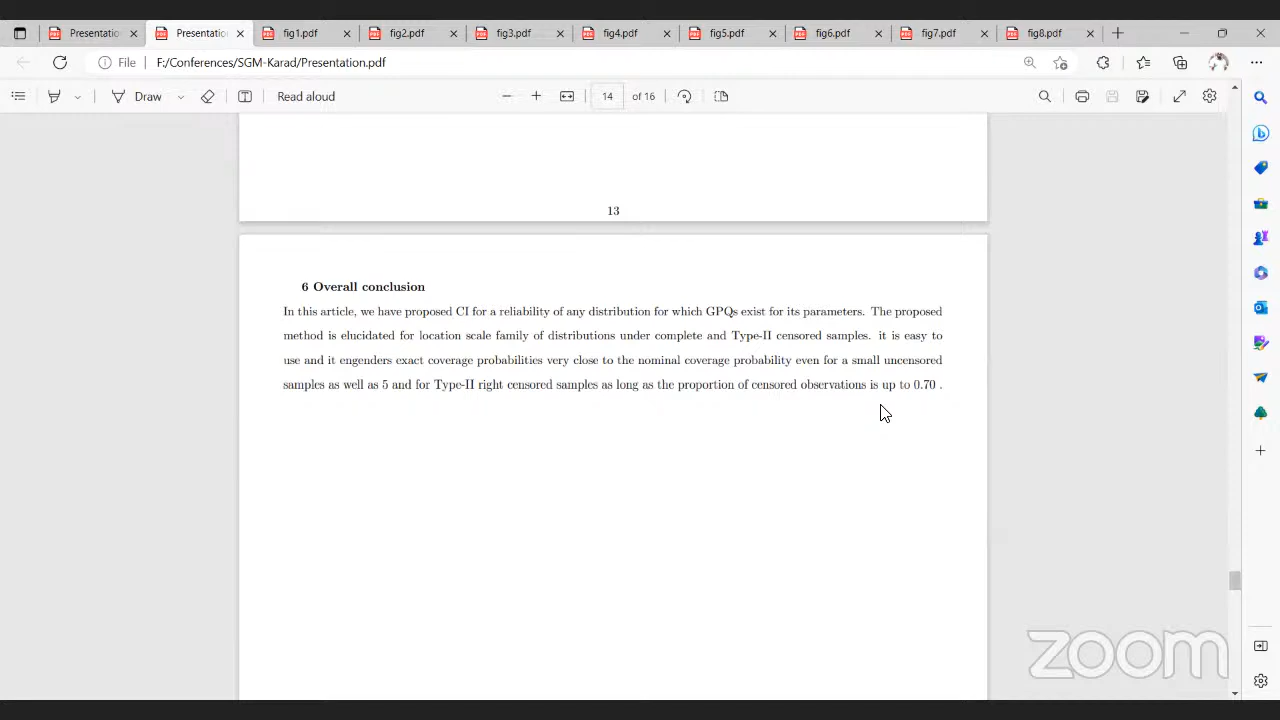 Presentatio
Presentatio
fig1.pdf
fig2.pdf
fig3.pdf
fig4.pdf
fig5.pdf
fig6.pdf
fig7.pdf
fig8.pdf
File
F:/Conferences/SGM-Karad/Presentation.pdf
Draw
Read aloud
14
of 16
13
6 Overall conclusion
In this article, we have proposed CI for a reliability of any distribution for which GPQs exist for its parameters. The proposed
method is elucidated for location scale family of distributions under complete and Type-II censored samples. it is easy to
use and it engenders exact coverage probabilities very close to the nominal coverage probability even for a small uncensored
samples as well as 5 and for Type-II right censored samples as long as the proportion of censored observations is up to 0.70 .
zoom